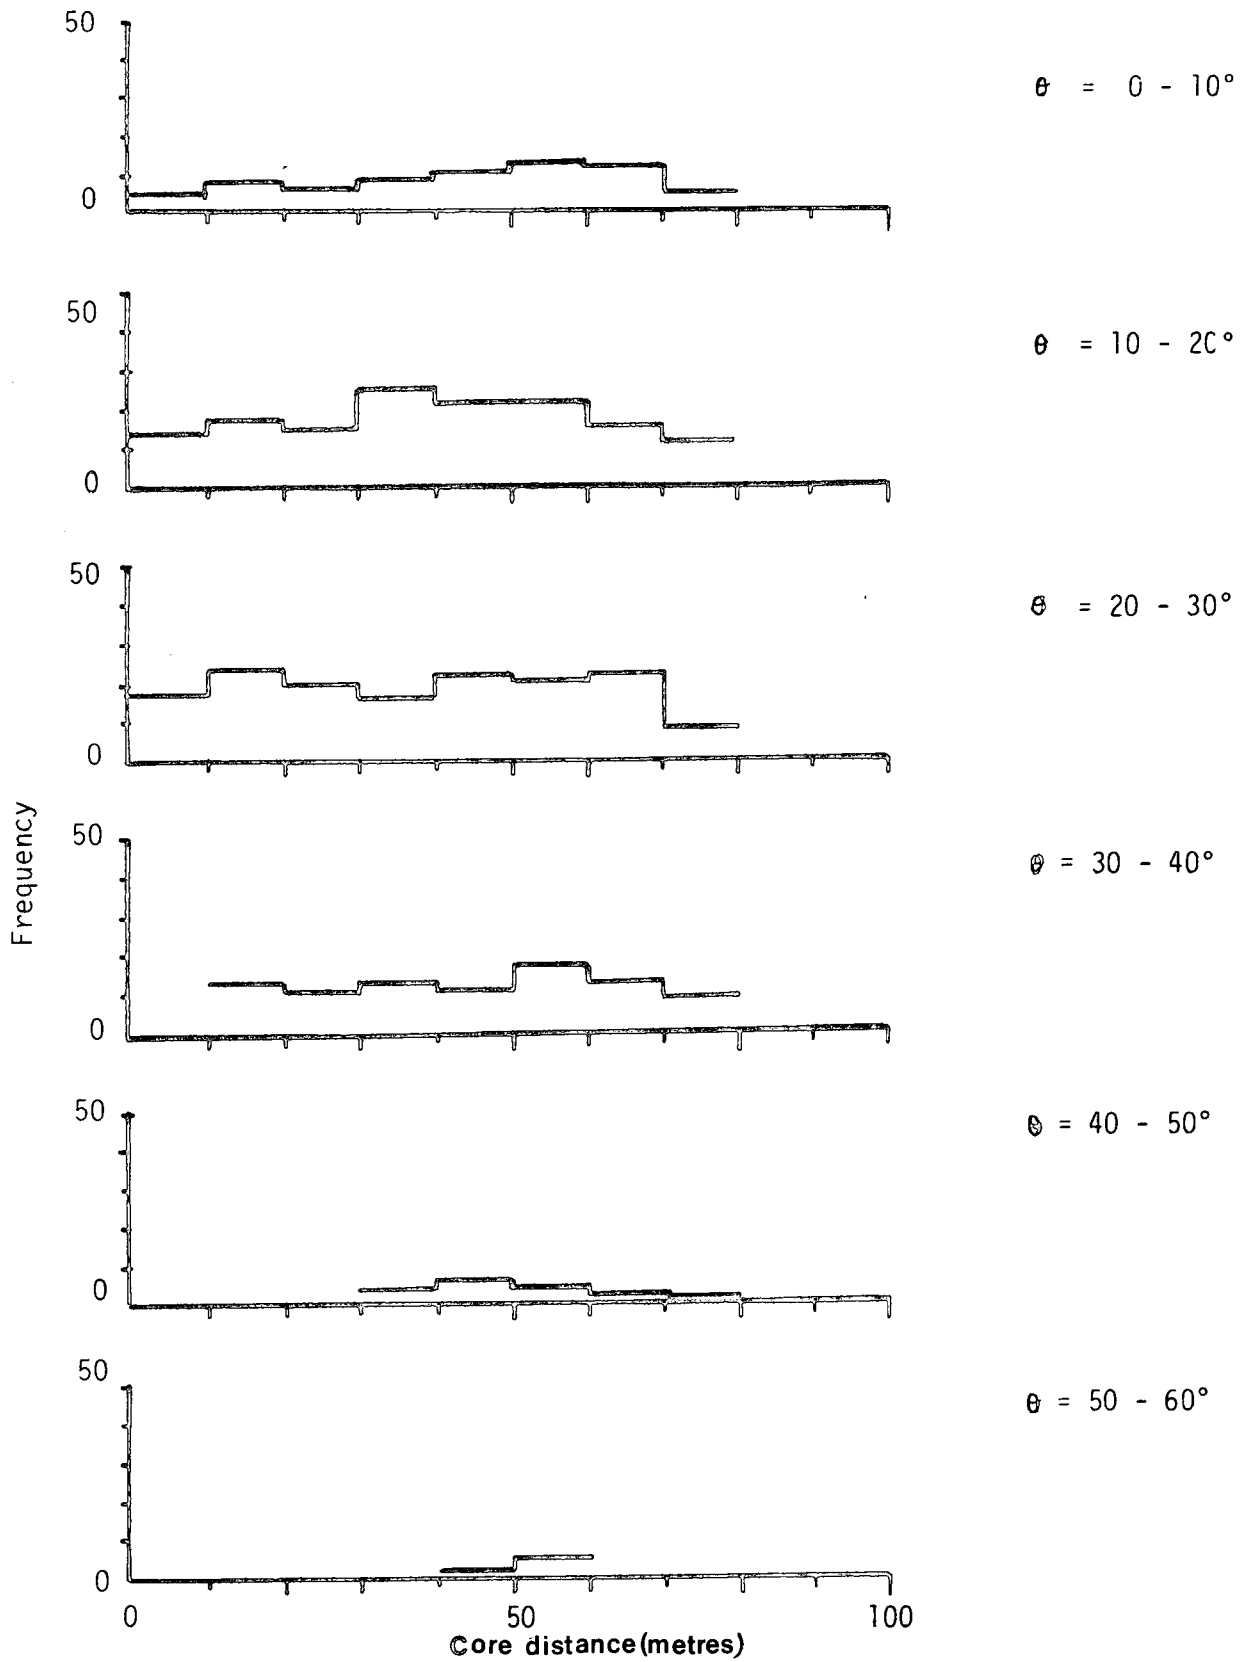 50
θ = 0 - 10°
0
50
θ = 10 - 20°
0
50
θ = 20 - 30°
0
Frequency
50
θ = 30 - 40°
0
50
θ = 40 - 50°
0
50
θ = 50 - 60°
0
0 50 100
Core distance(metres)